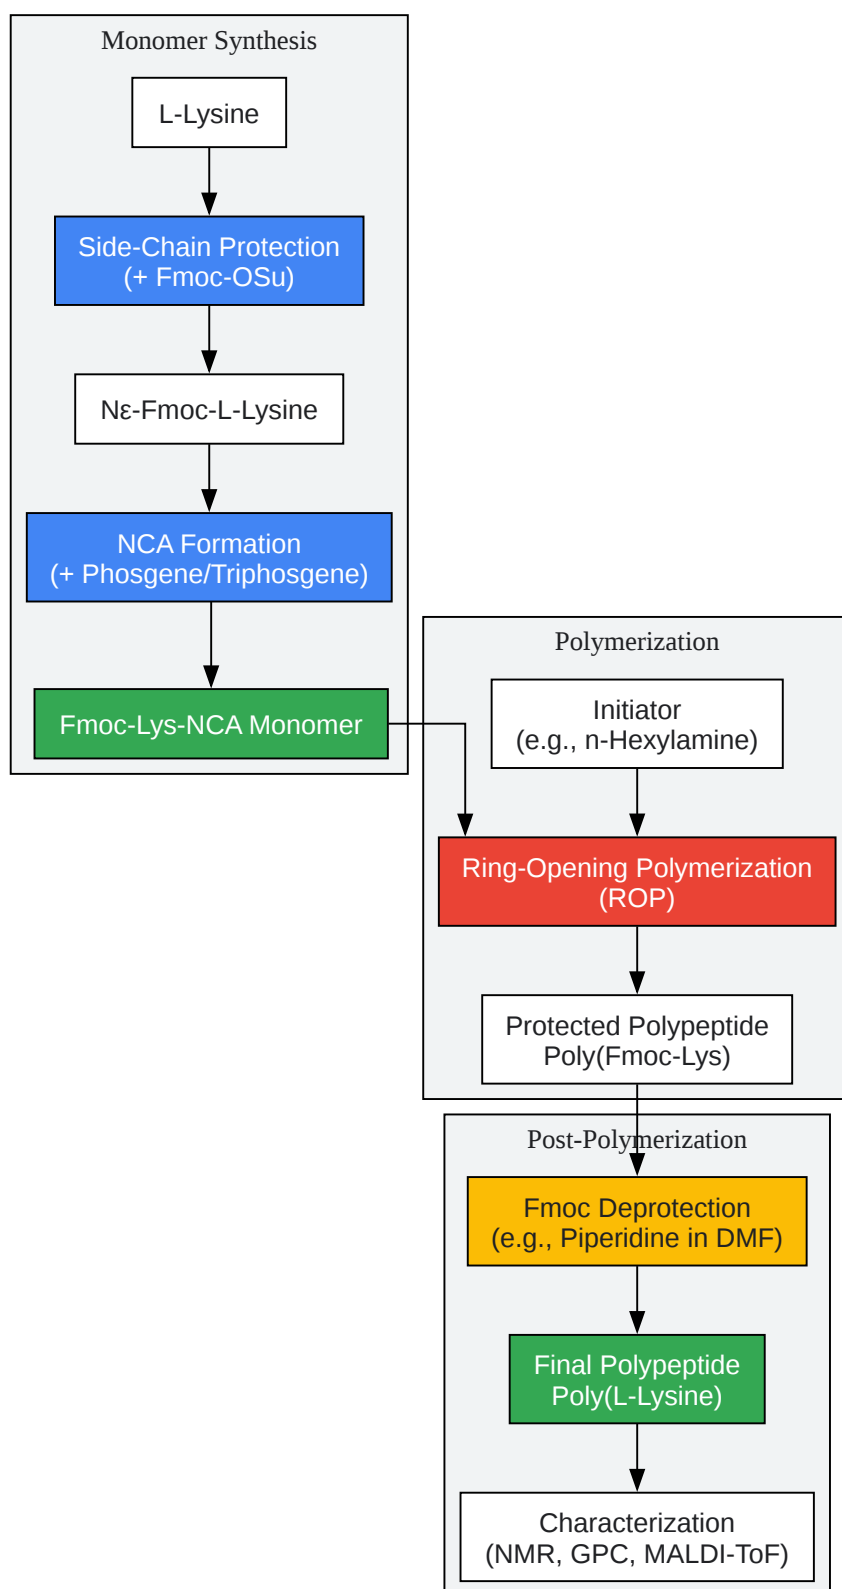 Monomer Synthesis
L-Lysine
Side-Chain Protection
(+ Fmoc-OSu)
Nε-Fmoc-L-Lysine
NCA Formation
(+ Phosgene/Triphosgene)
Fmoc-Lys-NCA Monomer
Polymerization
Initiator
(e.g., n-Hexylamine)
Ring-Opening Polymerization
(ROP)
Protected Polypeptide
Poly(Fmoc-Lys)
Post-Polymerization
Fmoc Deprotection
(e.g., Piperidine in DMF)
Final Polypeptide
Poly(L-Lysine)
Characterization
(NMR, GPC, MALDI-ToF)